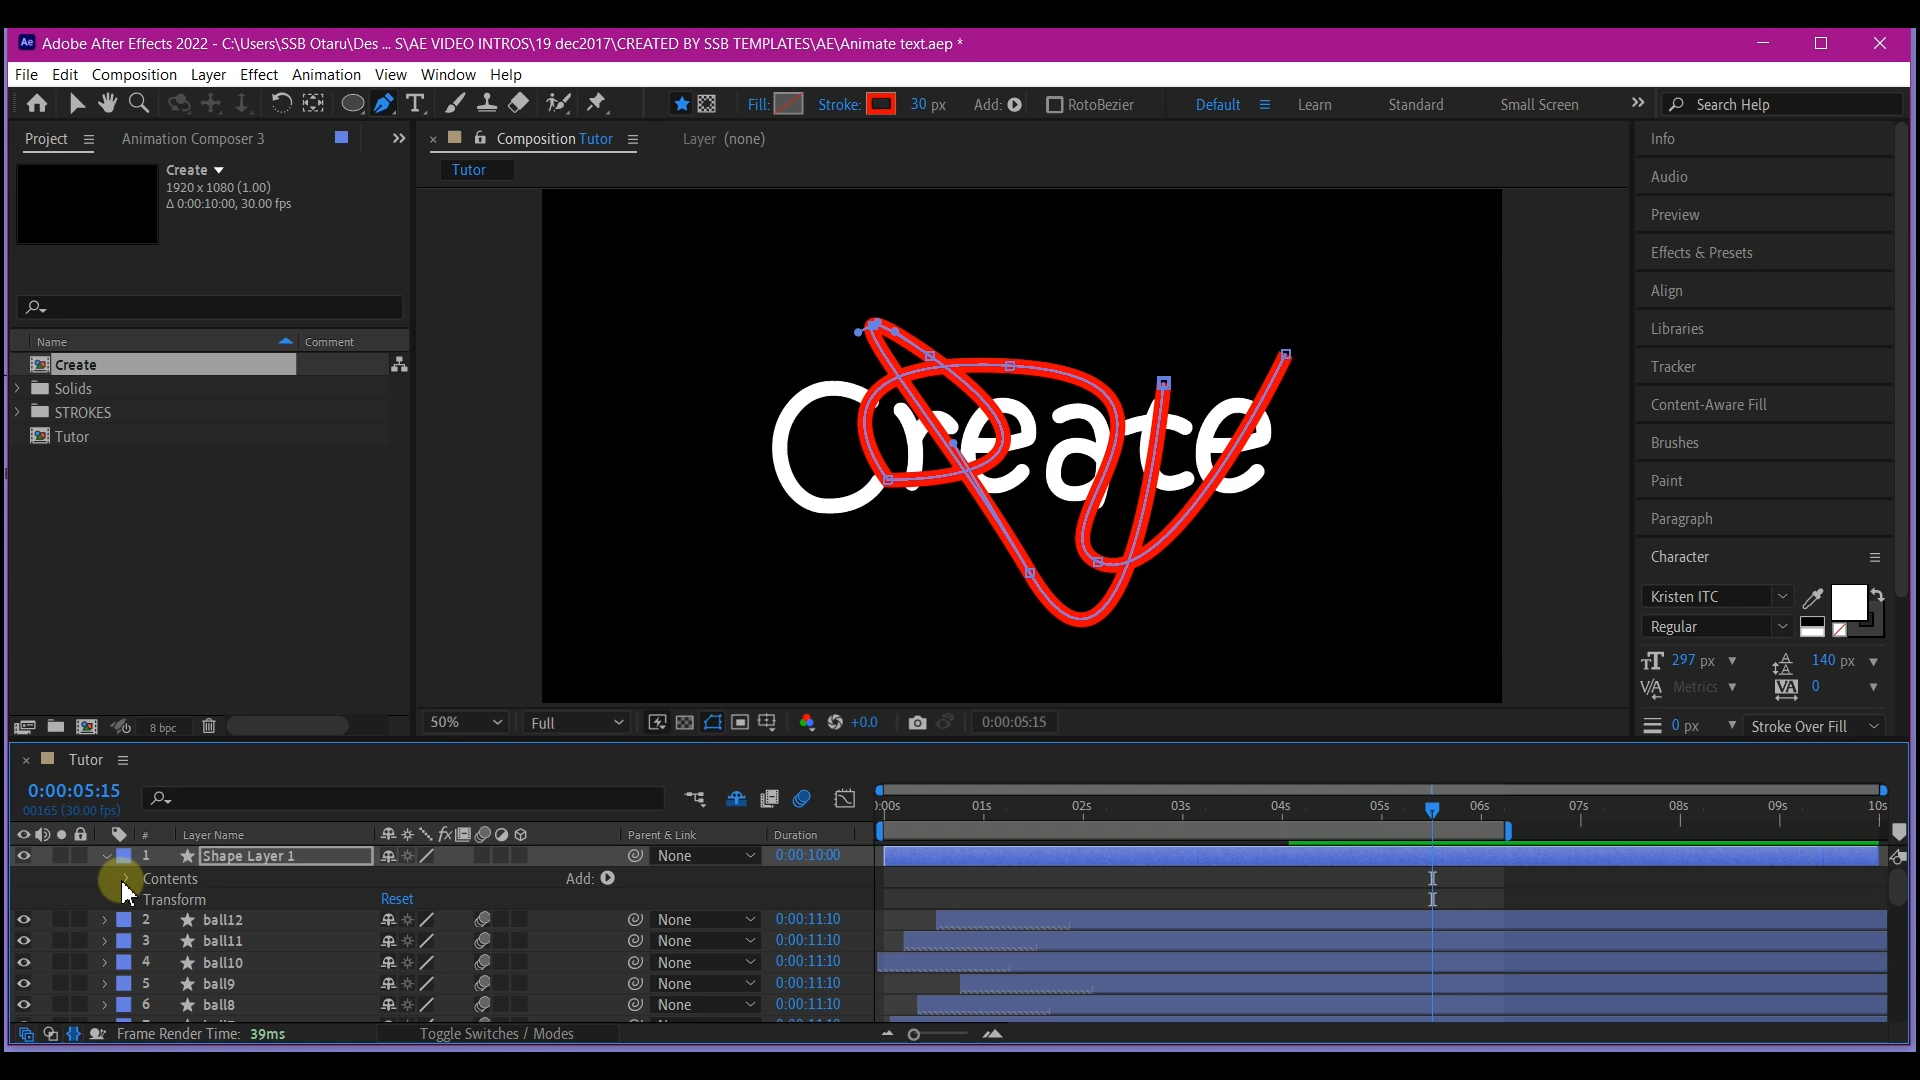 Adobe After Effects 2022 - C:\Users\SSB Otaru\Des ... S\AE VIDEO INTROS\19 dec2017\CREATED BY SSB TEMPLATES\AE\Animate text.aep *
File Edit Composition Layer Effect Animation View Window Help
Fill: Stroke: 30 px Add: RotoBezier Default Learn Standard Small Screen Search Help
Project Animation Composer 3 Composition Tutor Layer (none)
Create
1920 x 1080 (1.00)
Δ 0:00:10:00, 30.00 fps
Tutor
Name Comment
Create
Solids
STROKES
Tutor
Create
Info
Audio
Preview
Effects & Presets
Align
Libraries
Tracker
Content-Aware Fill
Brushes
Paint
Paragraph
Character
Kristen ITC
Regular
297 px 140 px
Metrics 0
0 px Stroke Over Fill
8 bpc
50% Full +0.0 0:00:05:15
Tutor
0:00:05:15
00165 (30.00 fps)
01s 02s 03s 04s 05s 06s 07s 08s 09s 10s
# Layer Name Parent & Link Duration
1 Shape Layer 1 None 0:00:10:00
Contents Add:
Transform Reset
2 ball12 None 0:00:11:10
3 ball11 None 0:00:11:10
4 ball10 None 0:00:11:10
5 ball9 None 0:00:11:10
6 ball8 None 0:00:11:10
Frame Render Time: 39ms Toggle Switches / Modes